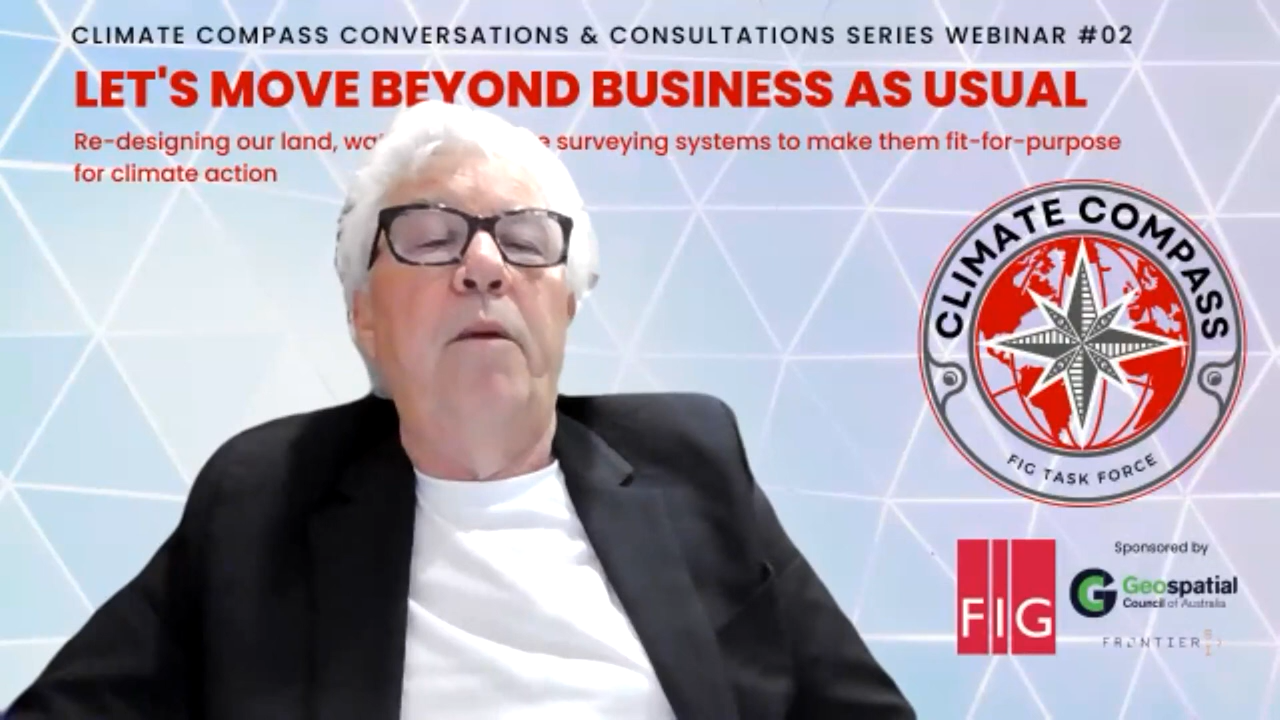 CLIMATE COMPASS CONVERSATIONS & CONSULTATIONS SERIES WEBINAR #02
LET'S MOVE BEYOND BUSINESS AS USUAL
Re-designing our land, surveying systems to make them fit-for-purpose
for climate action
CLIMATE COMPASS
FIG TASK FORCE
FIG
Sponsored by
Geospatial
Council of Australia
FRONTIER SI